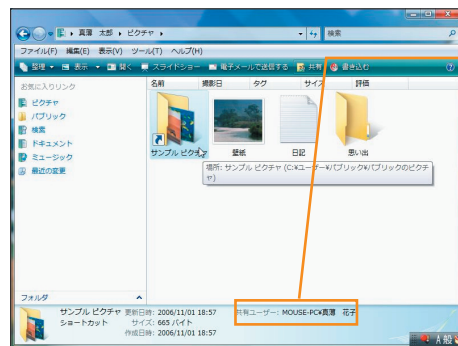 真澤 太郎 ▸ ピクチャ ▸
検索
ファイル(F) 編集(E) 表示(V) ツール(T) ヘルプ(H)
整理 表示 開く スライドショー 電子メールで送信する 共有 書き込む
お気に入りリンク
名前 撮影日 タグ サイズ 評価
ピクチャ
パブリック
検索
ドキュメント
ミュージック
最近の変更
サンプル ピクチャ 壁紙 日記 思い出
場所: サンプル ピクチャ (C:¥ユーザー¥パブリック¥パブリックのピクチャ)
フォルダ
サンプル ピクチャ 更新日時: 2006/11/01 18:57 共有ユーザー: MOUSE-PC¥真澤 花子
ショートカット サイズ: 665 バイト
作成日時: 2006/11/01 18:57
A 般